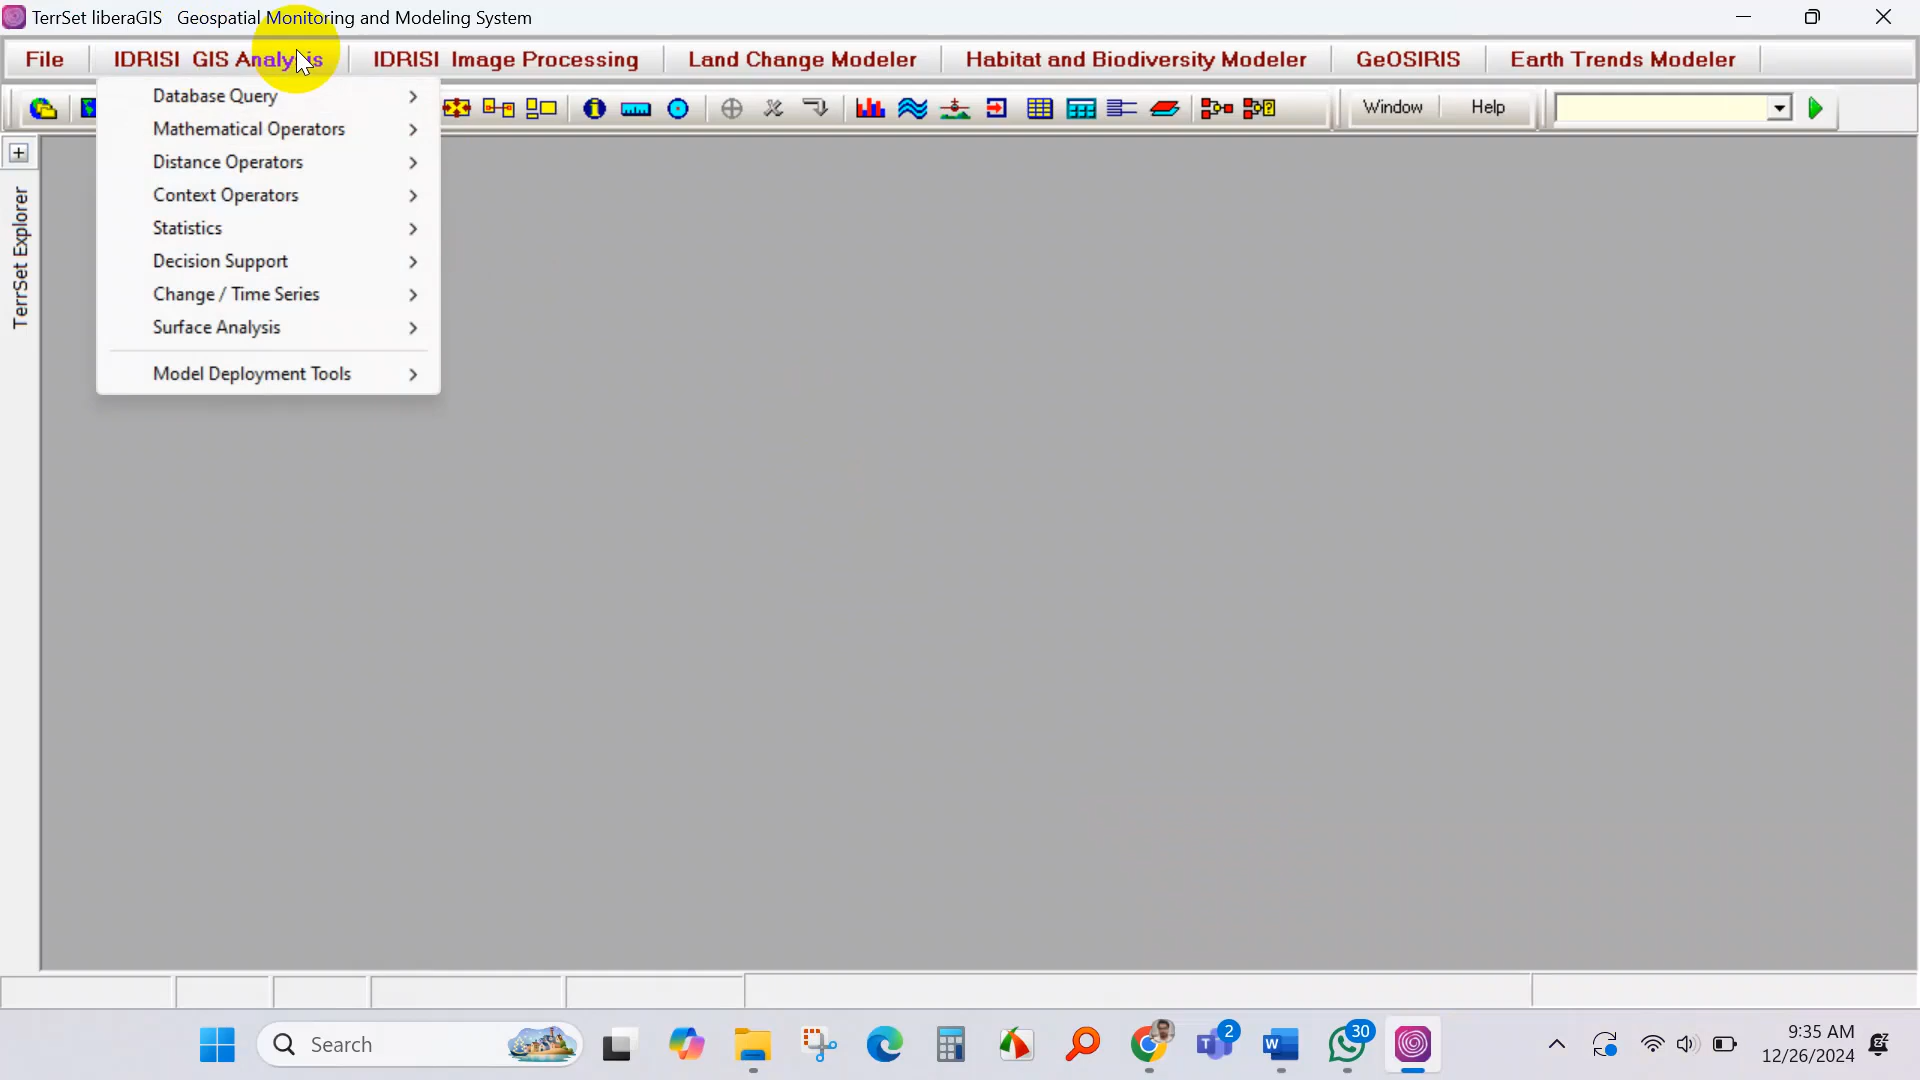 TerrSet liberaGIS   Geospatial Monitoring and Modeling System
File   IDRISI GIS Analysis   IDRISI Image Processing   Land Change Modeler   Habitat and Biodiversity Modeler   GeOSIRIS   Earth Trends Modeler
Window   Help
Database Query
Mathematical Operators
Distance Operators
Context Operators
Statistics
Decision Support
Change / Time Series
Surface Analysis
Model Deployment Tools
TerrSet Explorer
Search
2
30
9:35 AM
12/26/2024